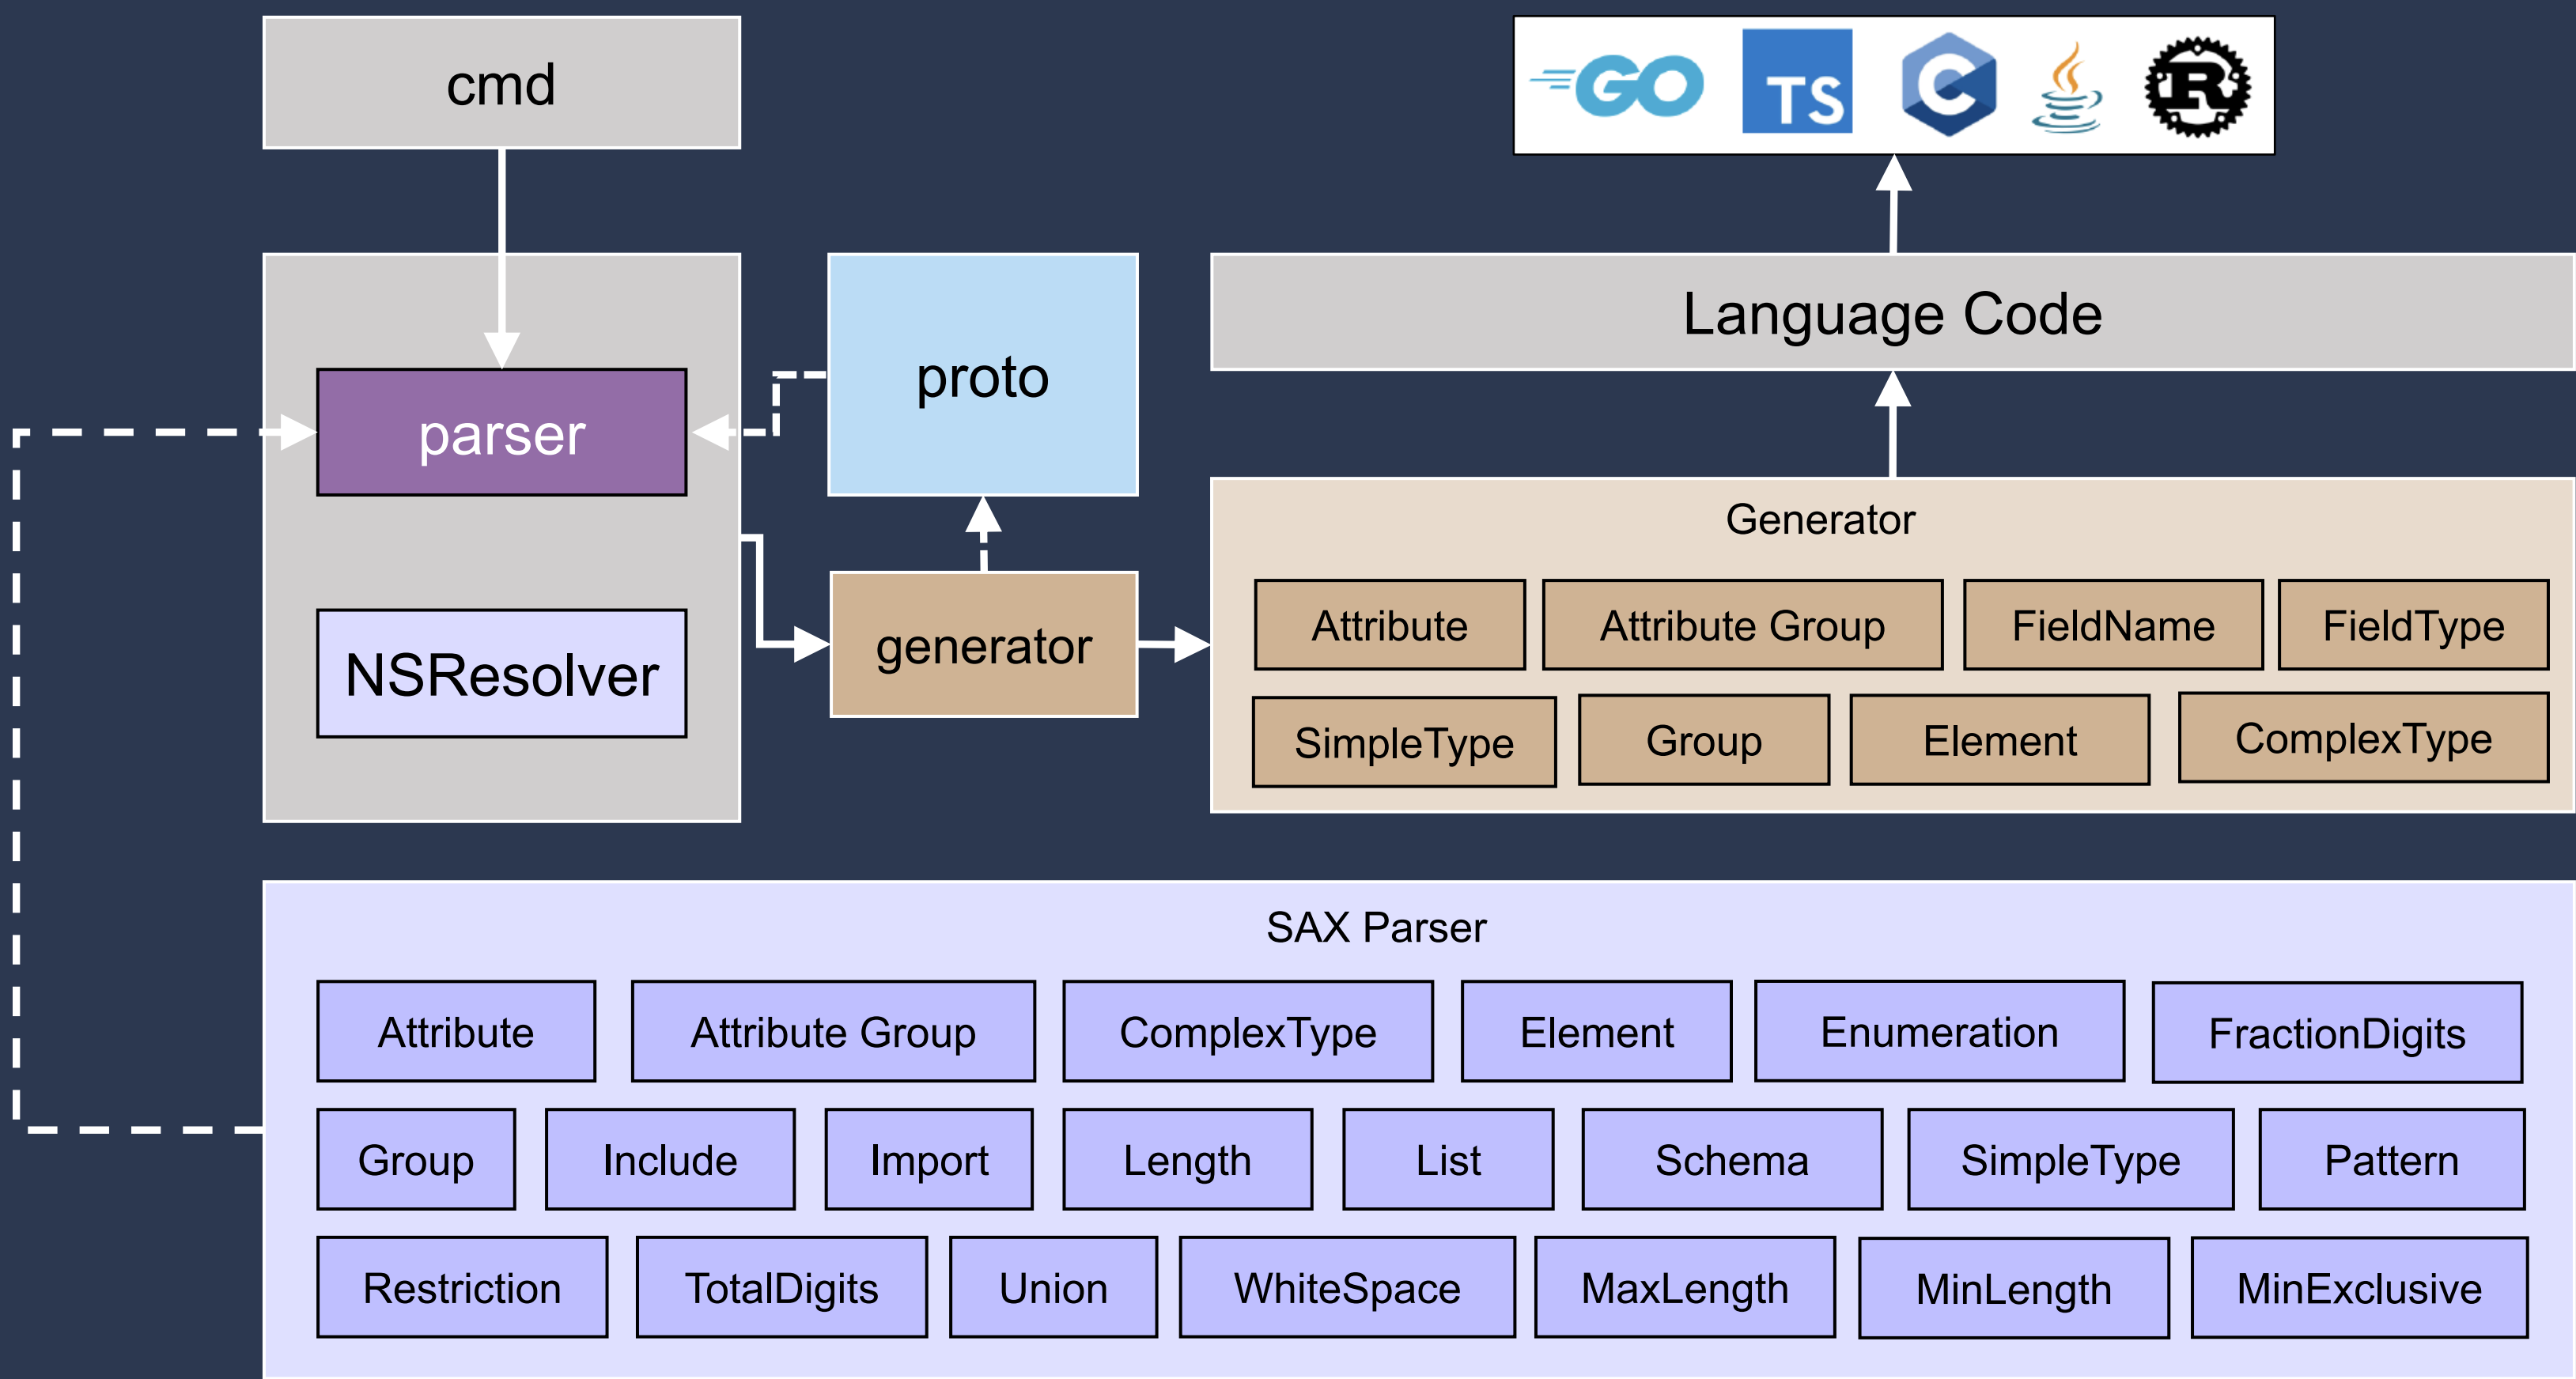 cmd
GO
TS
C
R
parser
NSResolver
proto
generator
Language Code
Generator
Attribute
Attribute Group
FieldName
FieldType
SimpleType
Group
Element
ComplexType
SAX Parser
Attribute
Attribute Group
ComplexType
Element
Enumeration
FractionDigits
Group
Include
Import
Length
List
Schema
SimpleType
Pattern
Restriction
TotalDigits
Union
WhiteSpace
MaxLength
MinLength
MinExclusive